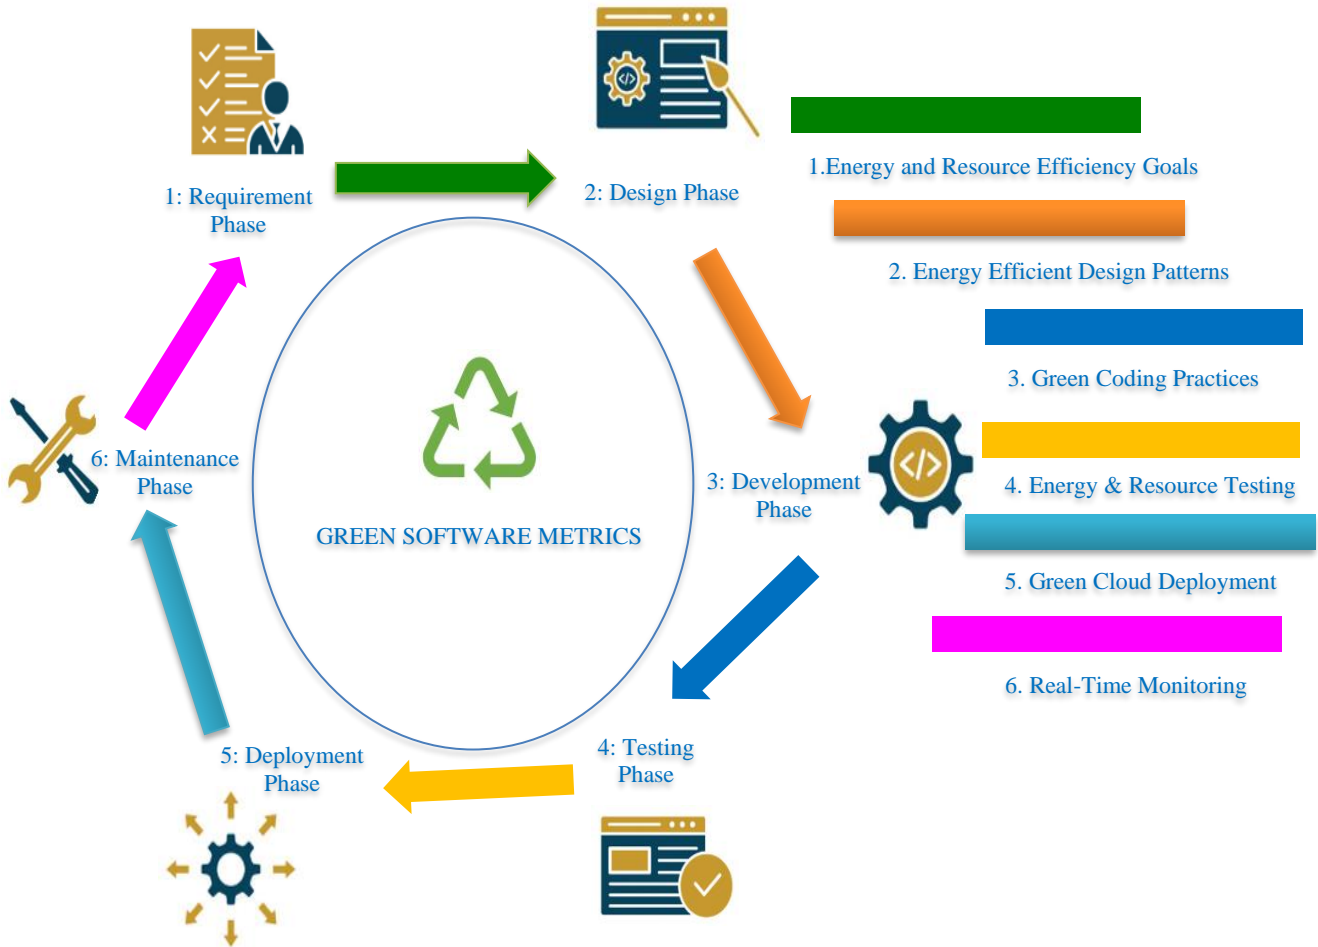 1: Requirement
Phase
2: Design Phase
3: Development
Phase
4: Testing
Phase
5: Deployment
Phase
6: Maintenance
Phase
GREEN SOFTWARE METRICS
1.Energy and Resource Efficiency Goals
2. Energy Efficient Design Patterns
3. Green Coding Practices
4. Energy & Resource Testing
5. Green Cloud Deployment
6. Real-Time Monitoring